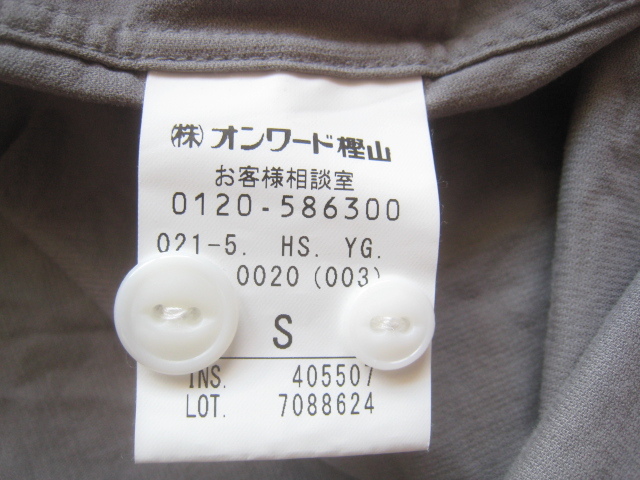 (株)オンワード樫山
お客様相談室
0120-586300
021-5. HS. YG.
0020 (003)
S
INS. 405507
LOT. 7088624